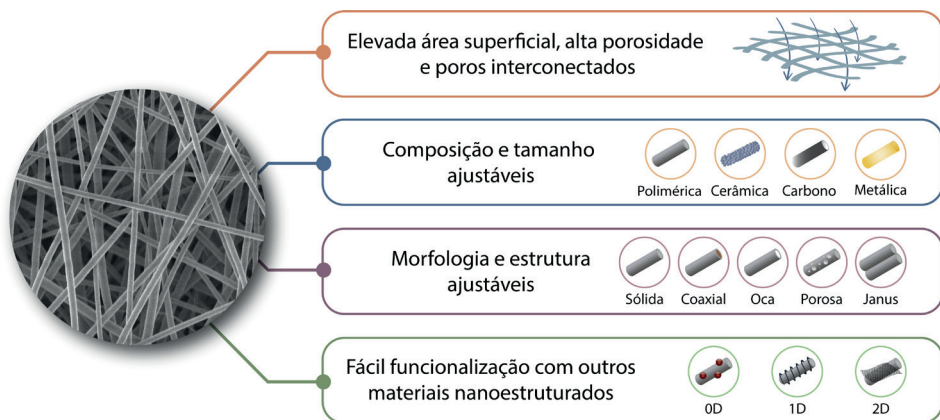 Elevada área superficial, alta porosidade
e poros interconectados
Composição e tamanho
ajustáveis
Polimérica Cerâmica Carbono Metálica
Morfologia e estrutura
ajustáveis
Sólida Coaxial Oca Porosa Janus
Fácil funcionalização com outros
materiais nanoestruturados
0D 1D 2D